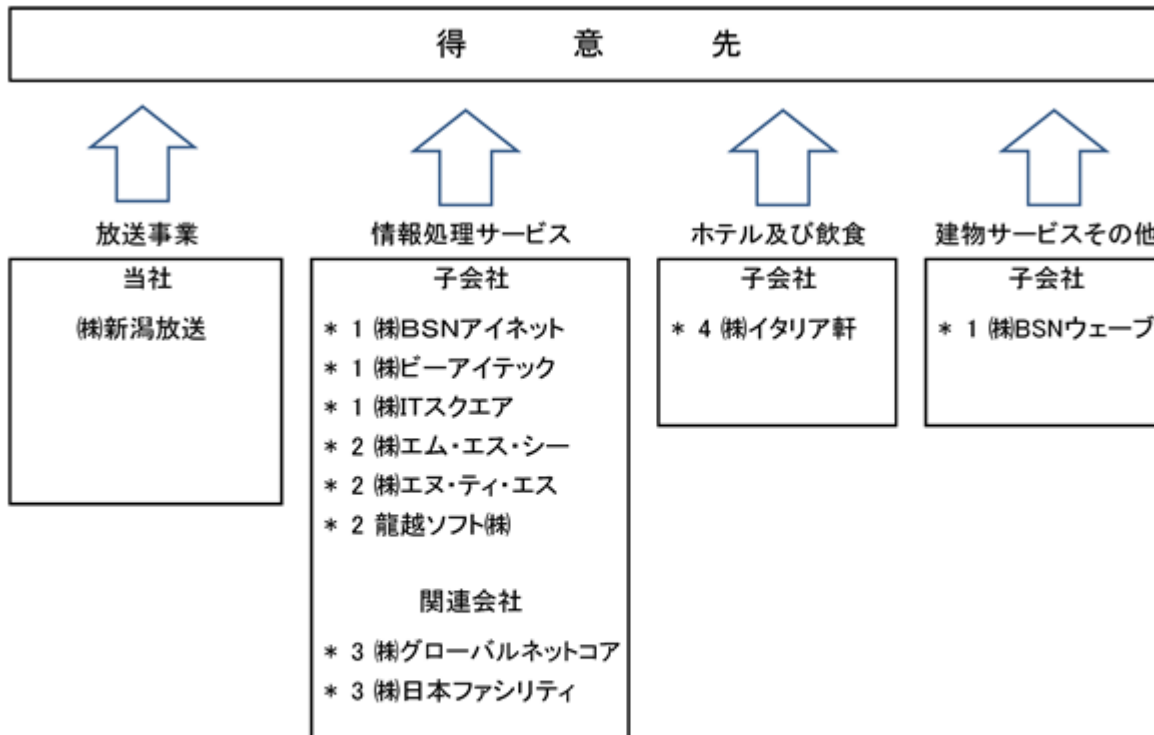 得意先
放送事業
当社
㈱新潟放送
情報処理サービス
子会社
* 1 ㈱BSNアイネット
* 1 ㈱ビーアイテック
* 1 ㈱ITスクエア
* 2 ㈱エム・エス・シー
* 2 ㈱エヌ・ティ・エス
* 2 龍越ソフト㈱
関連会社
* 3 ㈱グローバルネットコア
* 3 ㈱日本ファシリティ
ホテル及び飲食
子会社
* 4 ㈱イタリア軒
建物サービスその他
子会社
* 1 ㈱BSNウェーブ